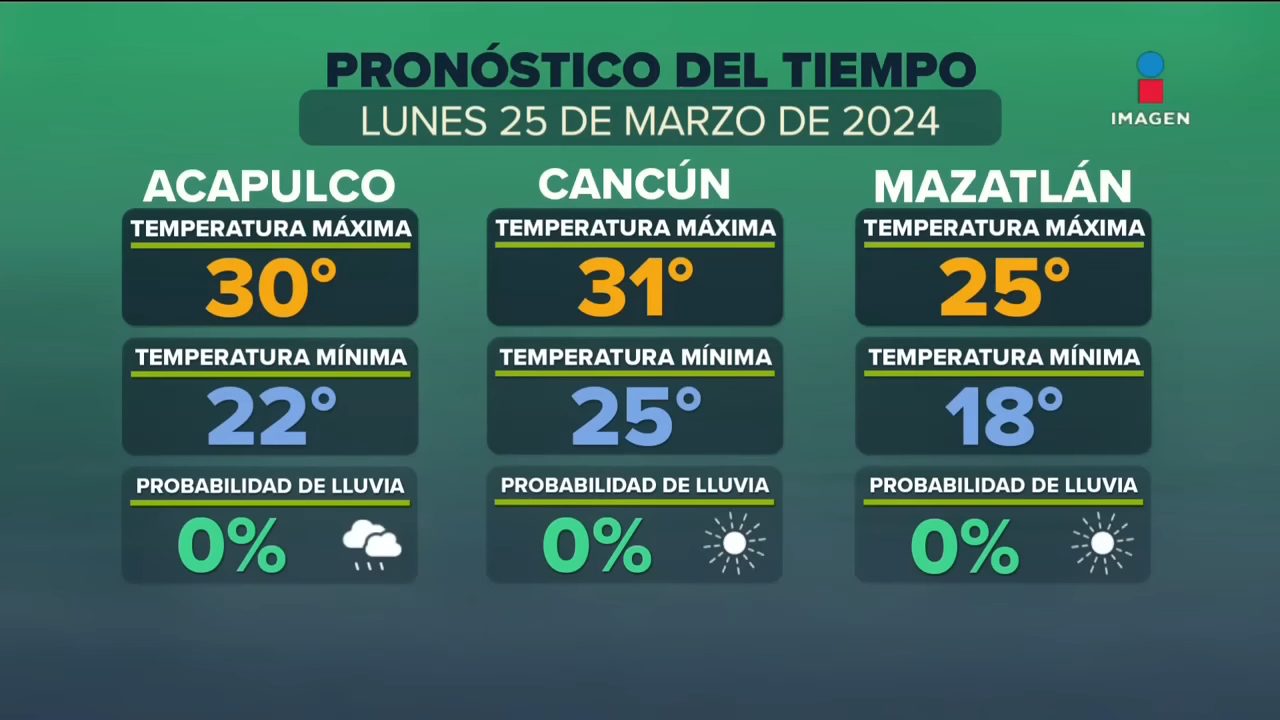 PRONÓSTICO DEL TIEMPO
LUNES 25 DE MARZO DE 2024
IMAGEN
ACAPULCO
TEMPERATURA MÁXIMA
30°
TEMPERATURA MÍNIMA
22°
PROBABILIDAD DE LLUVIA
0%
CANCÚN
TEMPERATURA MÁXIMA
31°
TEMPERATURA MÍNIMA
25°
PROBABILIDAD DE LLUVIA
0%
MAZATLÁN
TEMPERATURA MÁXIMA
25°
TEMPERATURA MÍNIMA
18°
PROBABILIDAD DE LLUVIA
0%